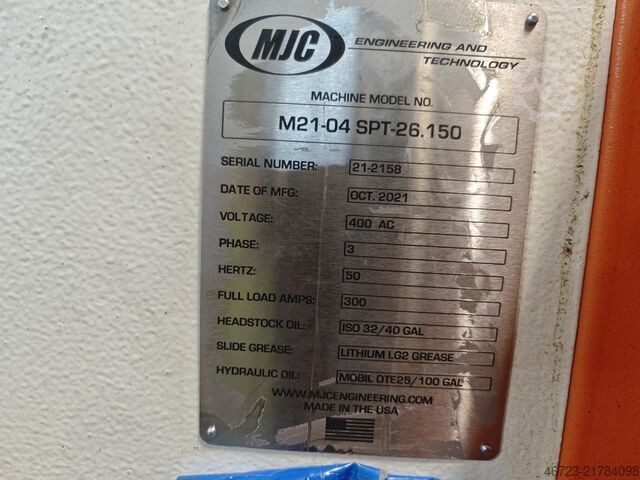 MJC ENGINEERING AND
TECHNOLOGY
MACHINE MODEL NO.
M21-04 SPT-26.150
SERIAL NUMBER: 21-2158
DATE OF MFG: OCT. 2021
VOLTAGE: 400 AC
PHASE: 3
HERTZ: 50
FULL LOAD AMPS: 300
HEADSTOCK OIL: ISO 32/40 GAL
SLIDE GREASE: LITHIUM LG2 GREASE
HYDRAULIC OIL: MOBIL DTE25/100 GAL
WWW.MJCENGINEERING.COM
MADE IN THE USA
46723-21784098